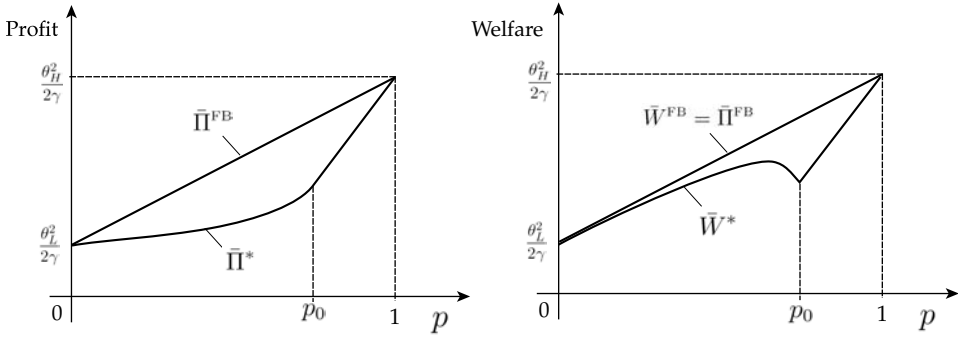 Profit
θ_H^2/2γ
Π̄^FB
θ_L^2/2γ
Π̄*
0
p_0
1
p
Welfare
θ_H^2/2γ
W̄^FB = Π̄^FB
θ_L^2/2γ
W̄*
0
p_0
1
p